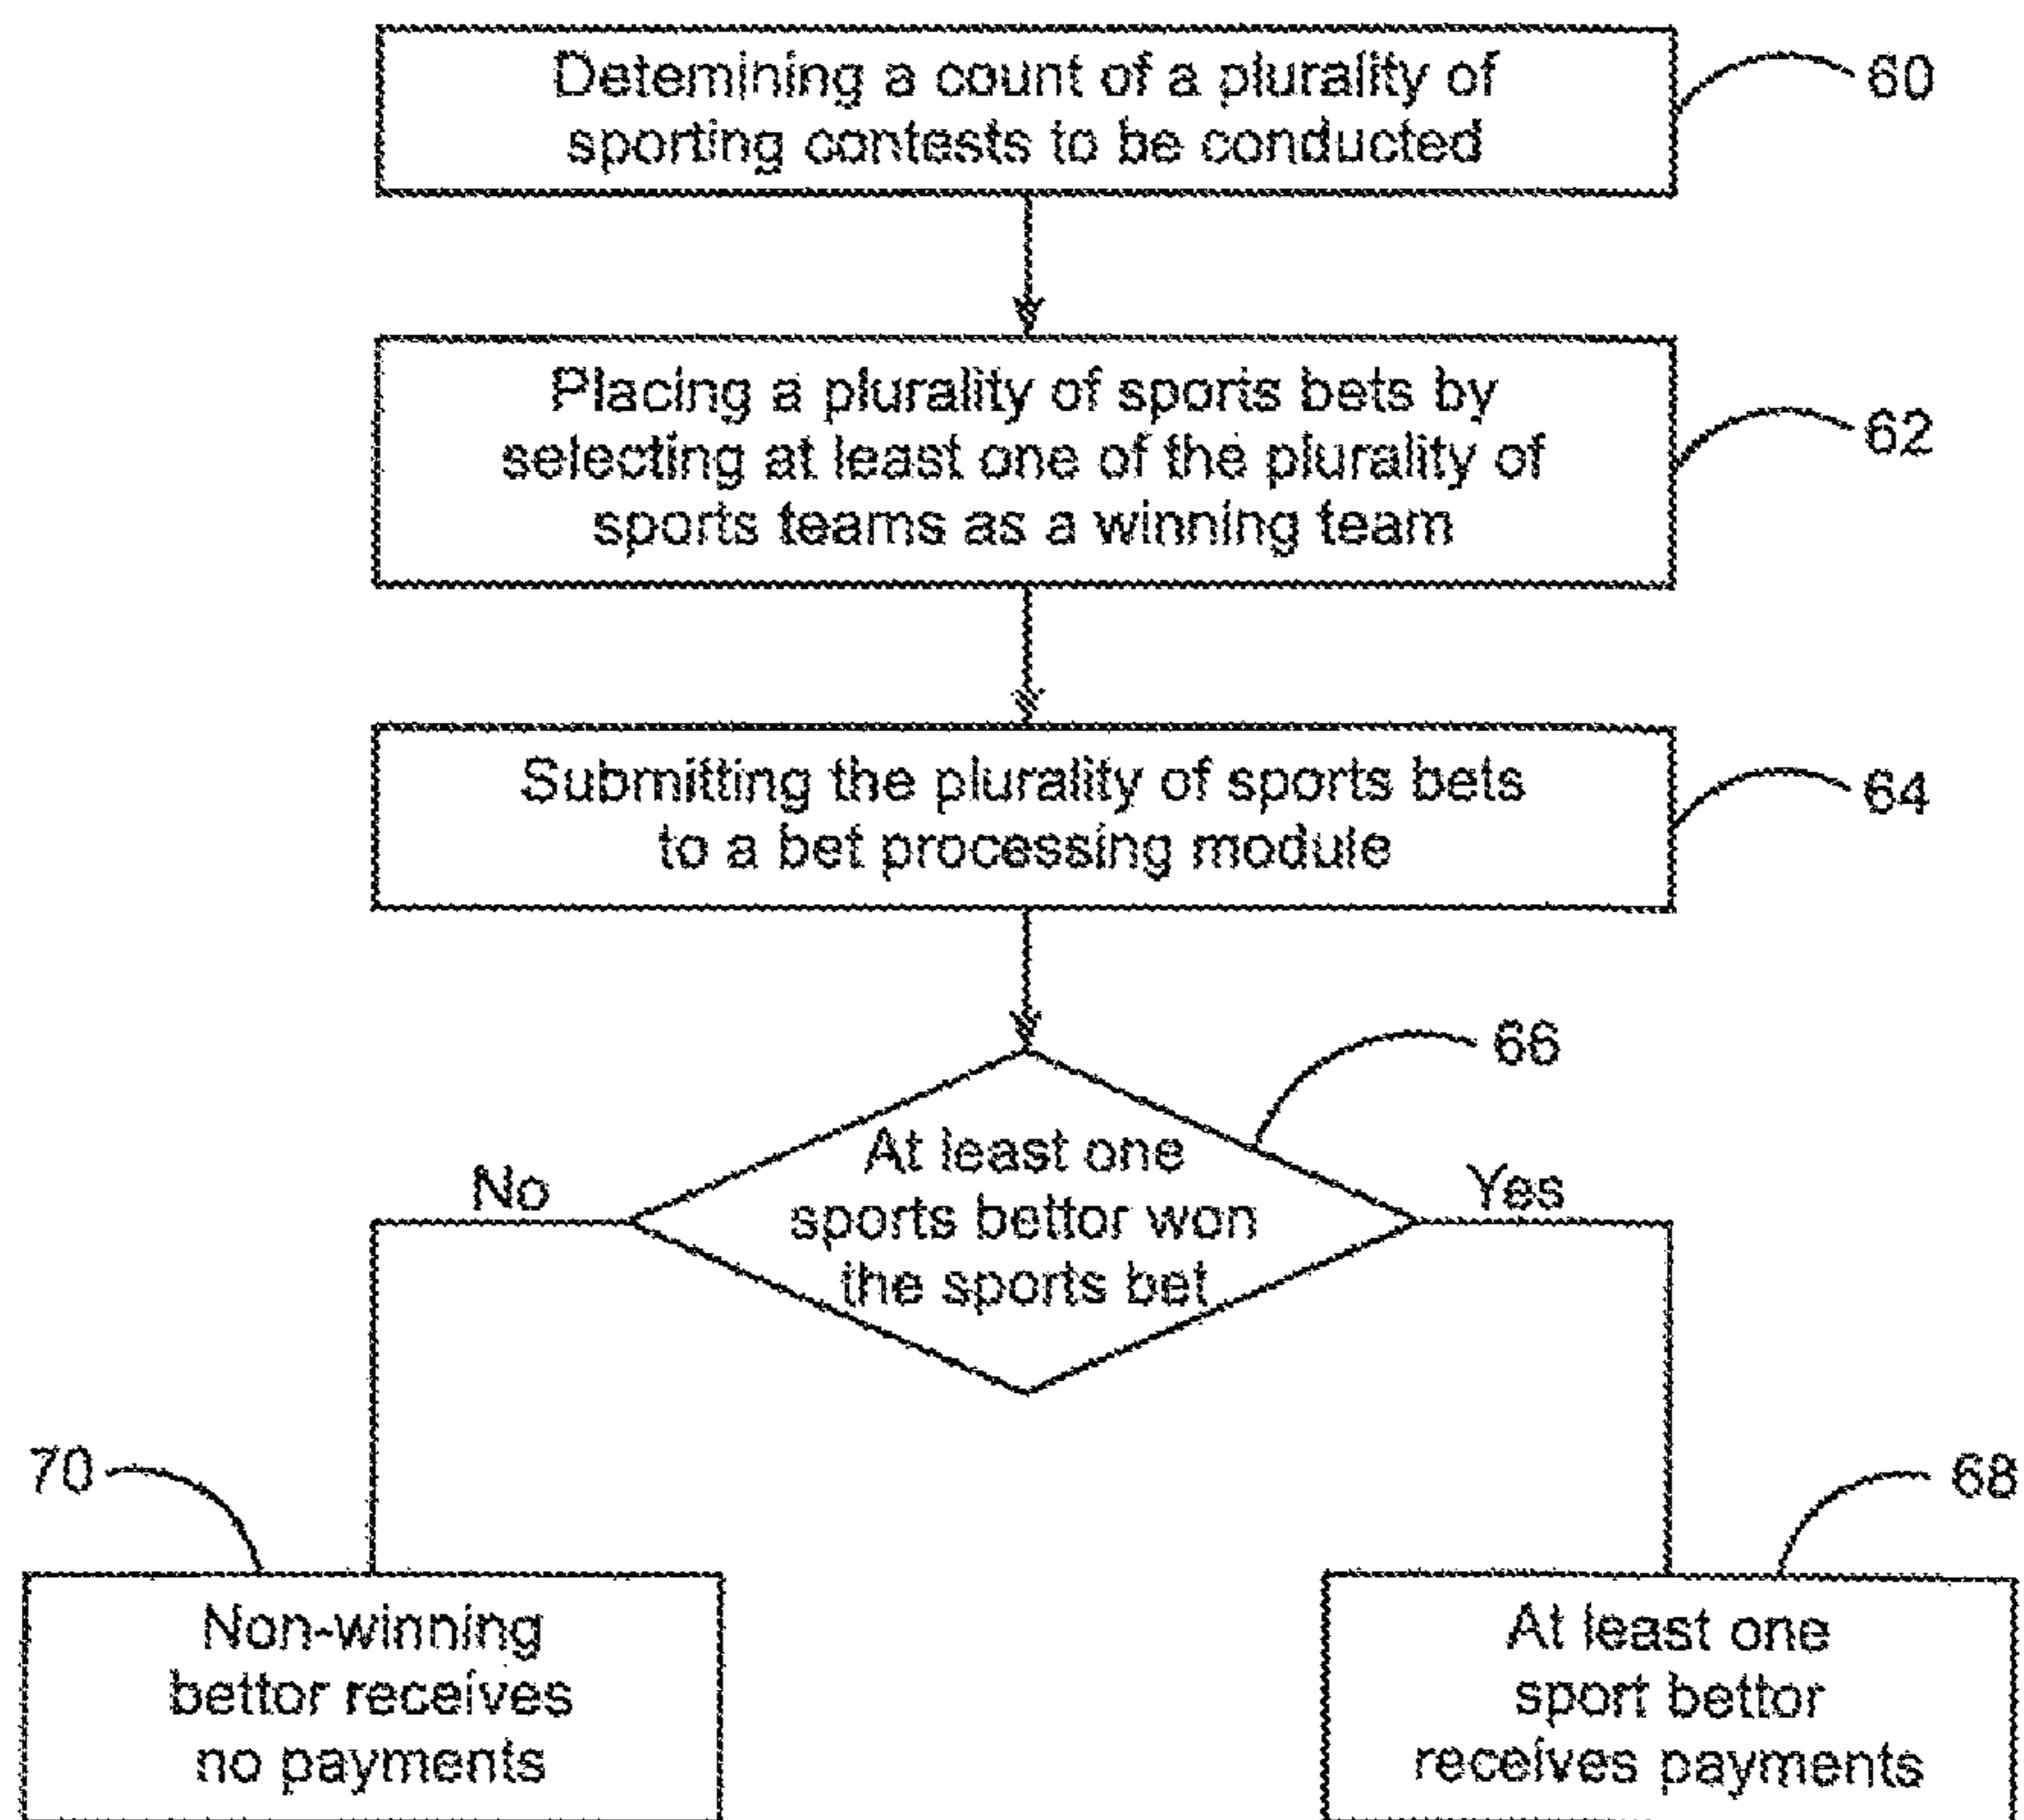 Detemining a count of a plurality of
sporting contests to be conducted
60
Placing a plurality of sports bets by
selecting at least one of the plurality of
sports teams as a winning team
62
Submitting the plurality of sports bets
to a bet processing module
64
66
At least one
sports bettor won
the sports bet
No
Yes
70
68
Non-winning
bettor receives
no payments
At least one
sport bettor
receives payments